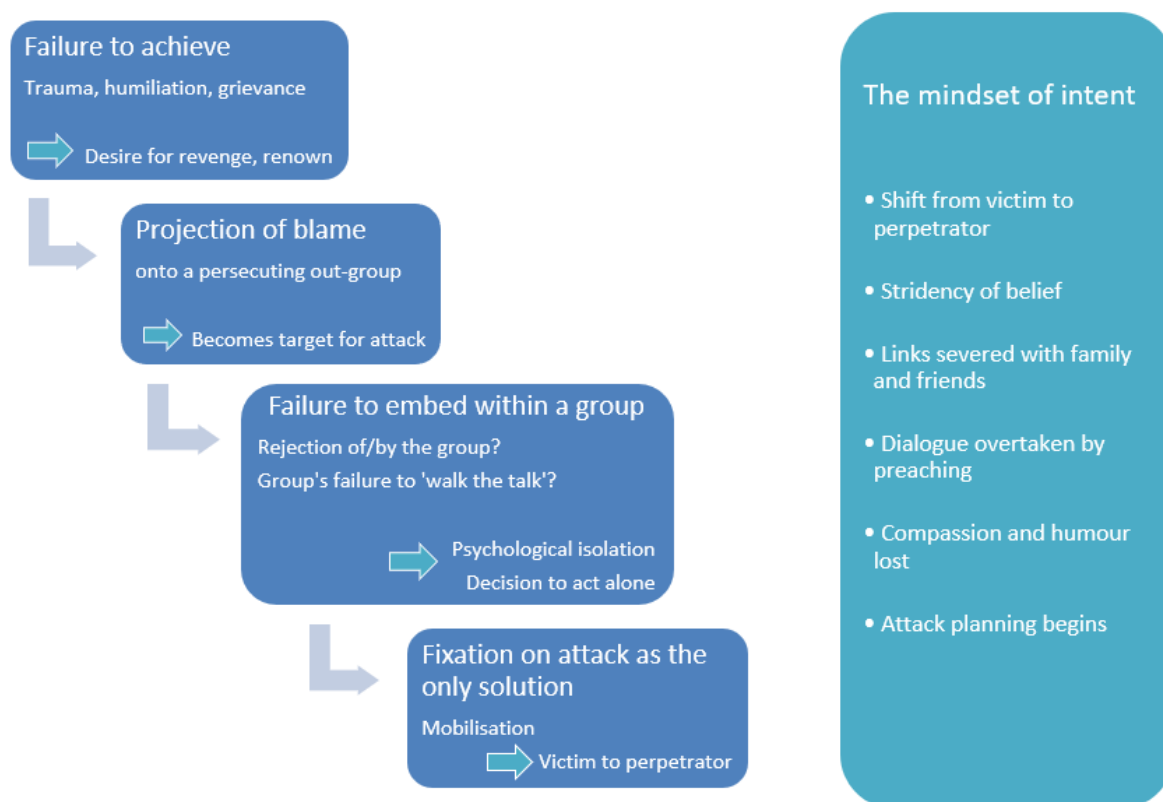 Failure to achieve
Trauma, humiliation, grievance
Desire for revenge, renown
Projection of blame
onto a persecuting out-group
Becomes target for attack
Failure to embed within a group
Rejection of/by the group?
Group's failure to 'walk the talk'?
Psychological isolation
Decision to act alone
Fixation on attack as the
only solution
Mobilisation
Victim to perpetrator
The mindset of intent
• Shift from victim to
perpetrator
• Stridency of belief
• Links severed with family
and friends
• Dialogue overtaken by
preaching
• Compassion and humour
lost
• Attack planning begins